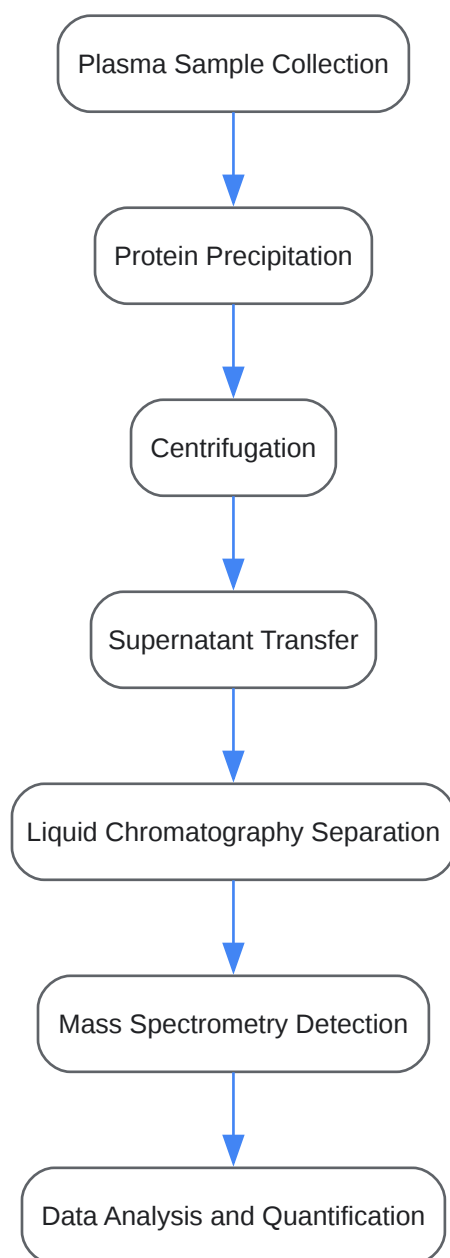 Plasma Sample Collection
Protein Precipitation
Centrifugation
Supernatant Transfer
Liquid Chromatography Separation
Mass Spectrometry Detection
Data Analysis and Quantification